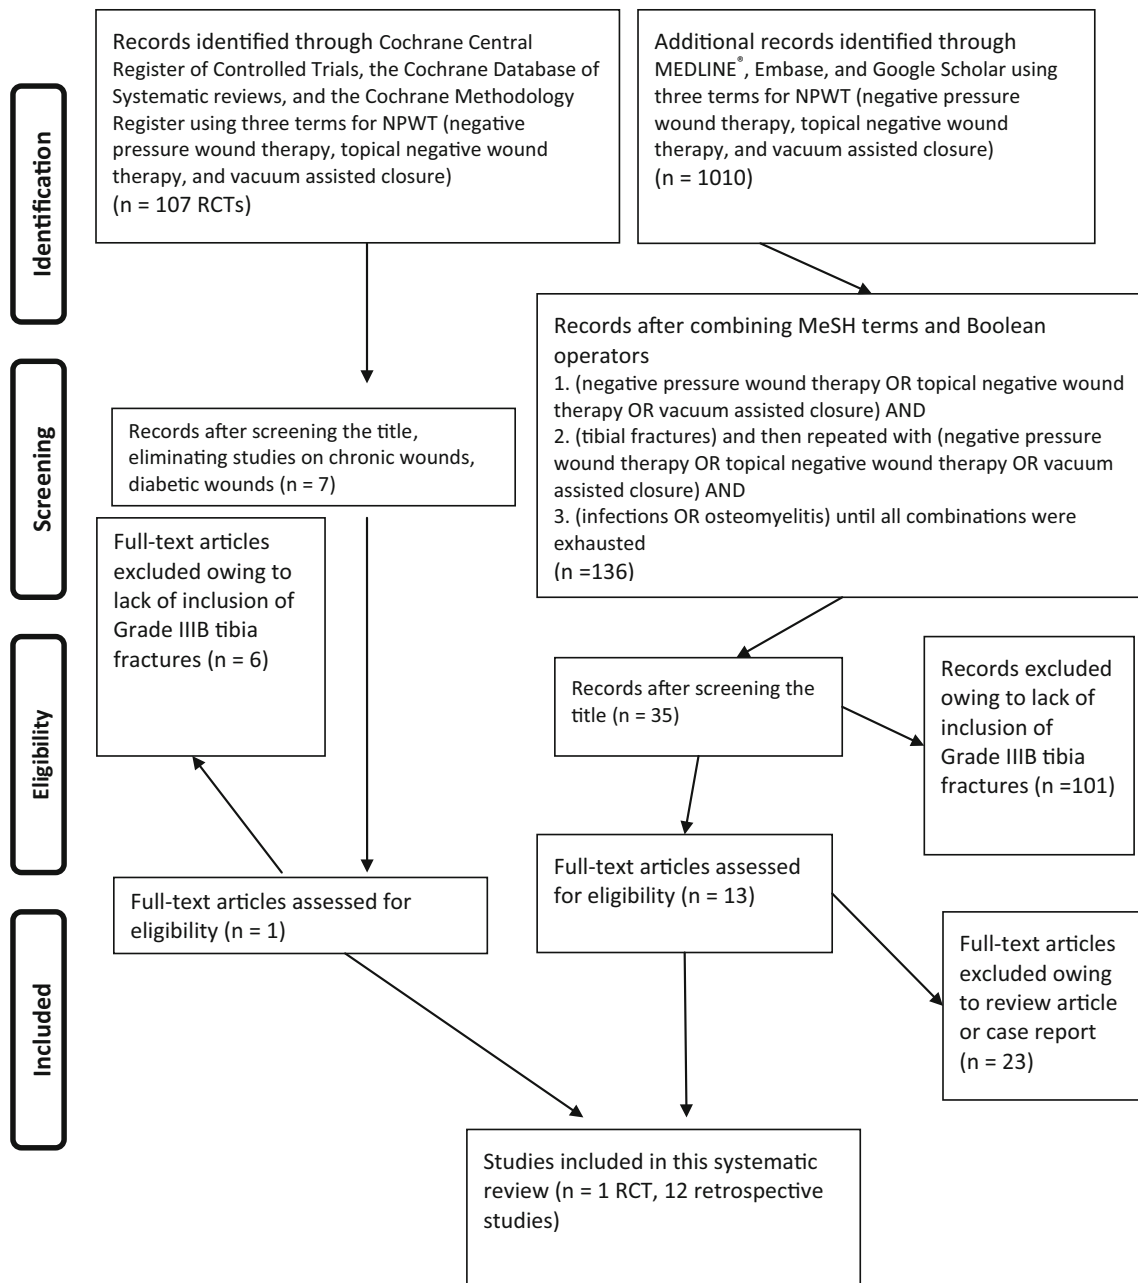 Records identified through Cochrane Central
Register of Controlled Trials, the Cochrane Database of
Systematic reviews, and the Cochrane Methodology
Register using three terms for NPWT (negative
pressure wound therapy, topical negative wound
therapy, and vacuum assisted closure)
(n = 107 RCTs)
Additional records identified through
MEDLINE®, Embase, and Google Scholar using
three terms for NPWT (negative pressure
wound therapy, topical negative wound
therapy, and vacuum assisted closure)
(n = 1010)
Identification
Records after combining MeSH terms and Boolean
operators
1. (negative pressure wound therapy OR topical negative wound
therapy OR vacuum assisted closure) AND
2. (tibial fractures) and then repeated with (negative pressure
wound therapy OR topical negative wound therapy OR vacuum
assisted closure) AND
3. (infections OR osteomyelitis) until all combinations were
exhausted
(n =136)
Screening
Records after screening the title,
eliminating studies on chronic wounds,
diabetic wounds (n = 7)
Full-text articles
excluded owing to
lack of inclusion of
Grade IIIB tibia
fractures (n = 6)
Eligibility
Records after screening the
title (n = 35)
Records excluded
owing to lack of
inclusion of
Grade IIIB tibia
fractures (n =101)
Full-text articles assessed for
eligibility (n = 1)
Full-text articles assessed
for eligibility (n = 13)
Included
Full-text articles
excluded owing
to review article
or case report
(n = 23)
Studies included in this systematic
review (n = 1 RCT, 12 retrospective
studies)